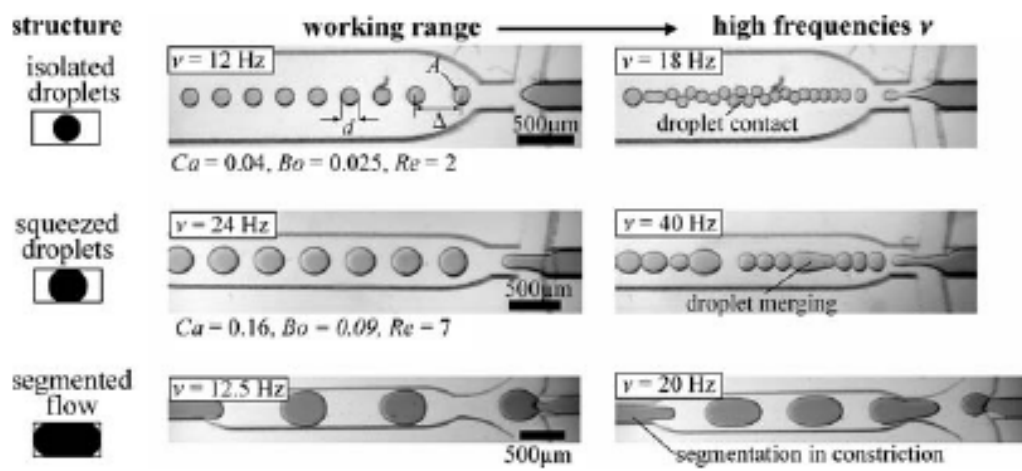 structure working range high frequencies ν
isolated
droplets
ν = 12 Hz
A
d
Δ
500μm
Ca = 0.04, Bo = 0.025, Re = 2
ν = 18 Hz
droplet contact
squeezed
droplets
ν = 24 Hz
500μm
Ca = 0.16, Bo = 0.09, Re = 7
ν = 40 Hz
droplet merging
segmented
flow
ν = 12.5 Hz
500μm
ν = 20 Hz
segmentation in constriction